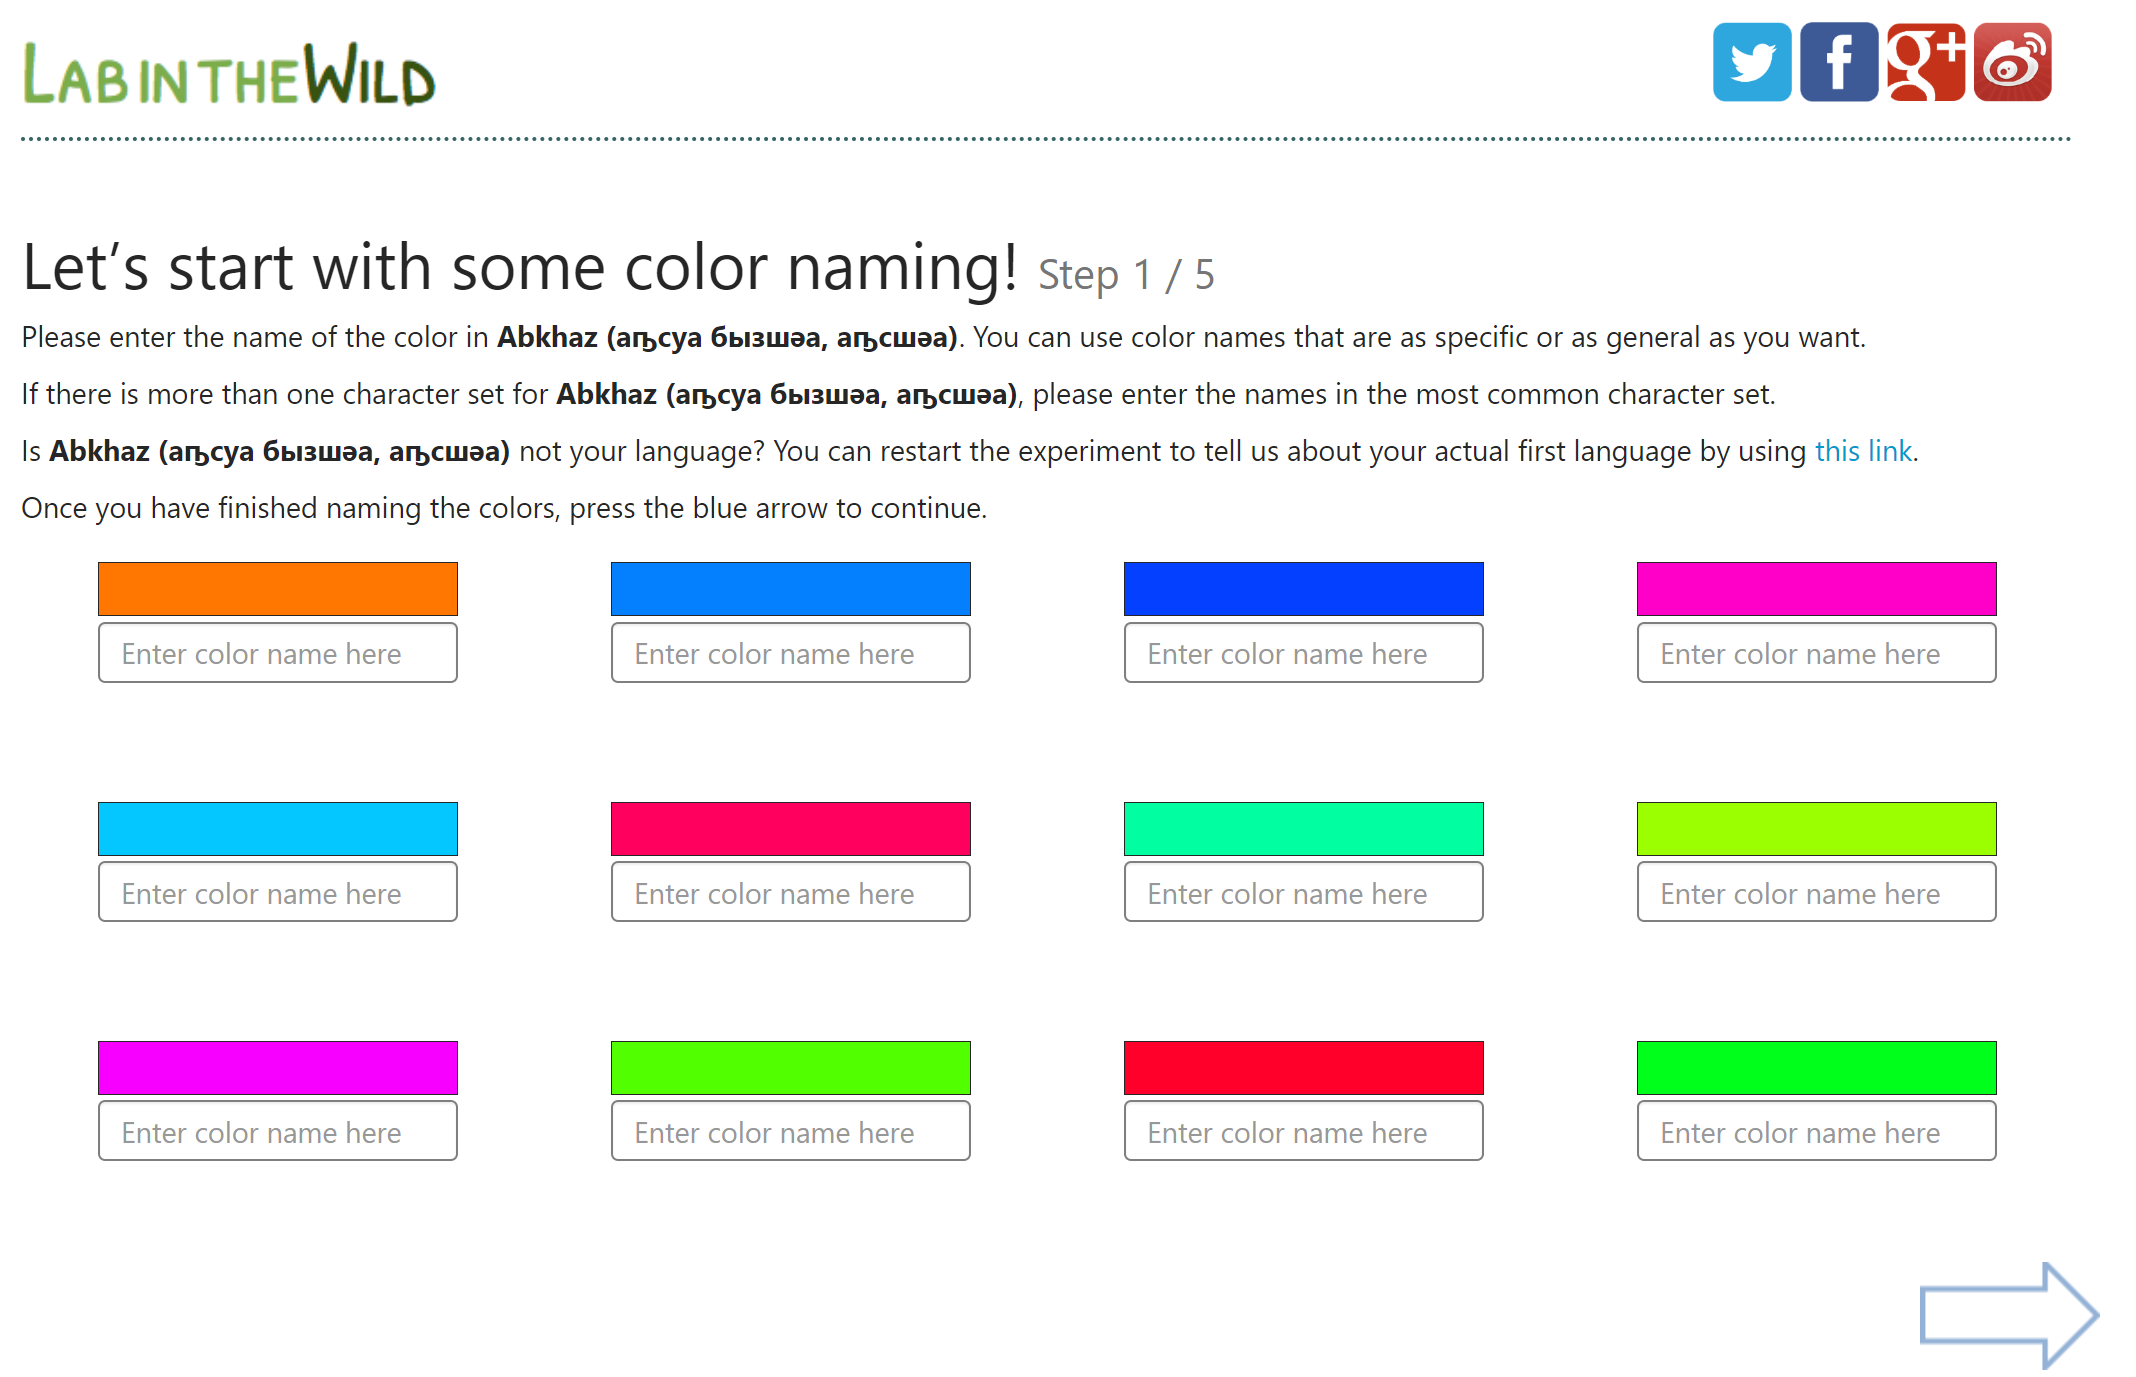 LAB IN THE WILD
Let’s start with some color naming! Step 1 / 5
Please enter the name of the color in Abkhaz (аҧсуа бызшәа, аҧсшәа). You can use color names that are as specific or as general as you want.
If there is more than one character set for Abkhaz (аҧсуа бызшәа, аҧсшәа), please enter the names in the most common character set.
Is Abkhaz (аҧсуа бызшәа, аҧсшәа) not your language? You can restart the experiment to tell us about your actual first language by using this link.
Once you have finished naming the colors, press the blue arrow to continue.
Enter color name here Enter color name here Enter color name here Enter color name here
Enter color name here Enter color name here Enter color name here Enter color name here
Enter color name here Enter color name here Enter color name here Enter color name here